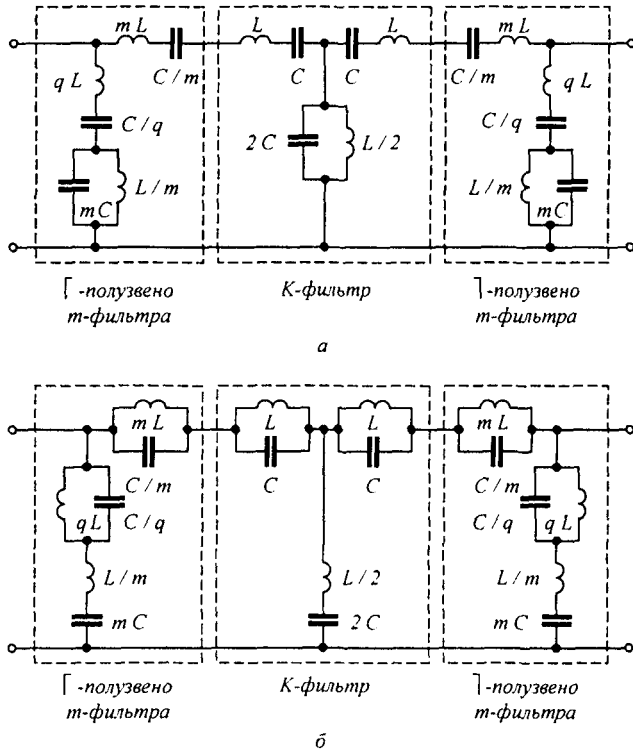 m L
L
L
m L
C / m
C
C
C / m
q L
q L
C / q
C / q
2 C
L / 2
L / m
L / m
m C
m C
Г -полузвено
m-фильтра
К-фильтр
˥ -полузвено
m-фильтра
а
m L
L
L
m L
C / m
C
C
C / m
q L
C / q
C / q
q L
L / m
L / 2
L / m
m C
2 C
m C
Г -полузвено
m-фильтра
К-фильтр
˥ -полузвено
m-фильтра
б